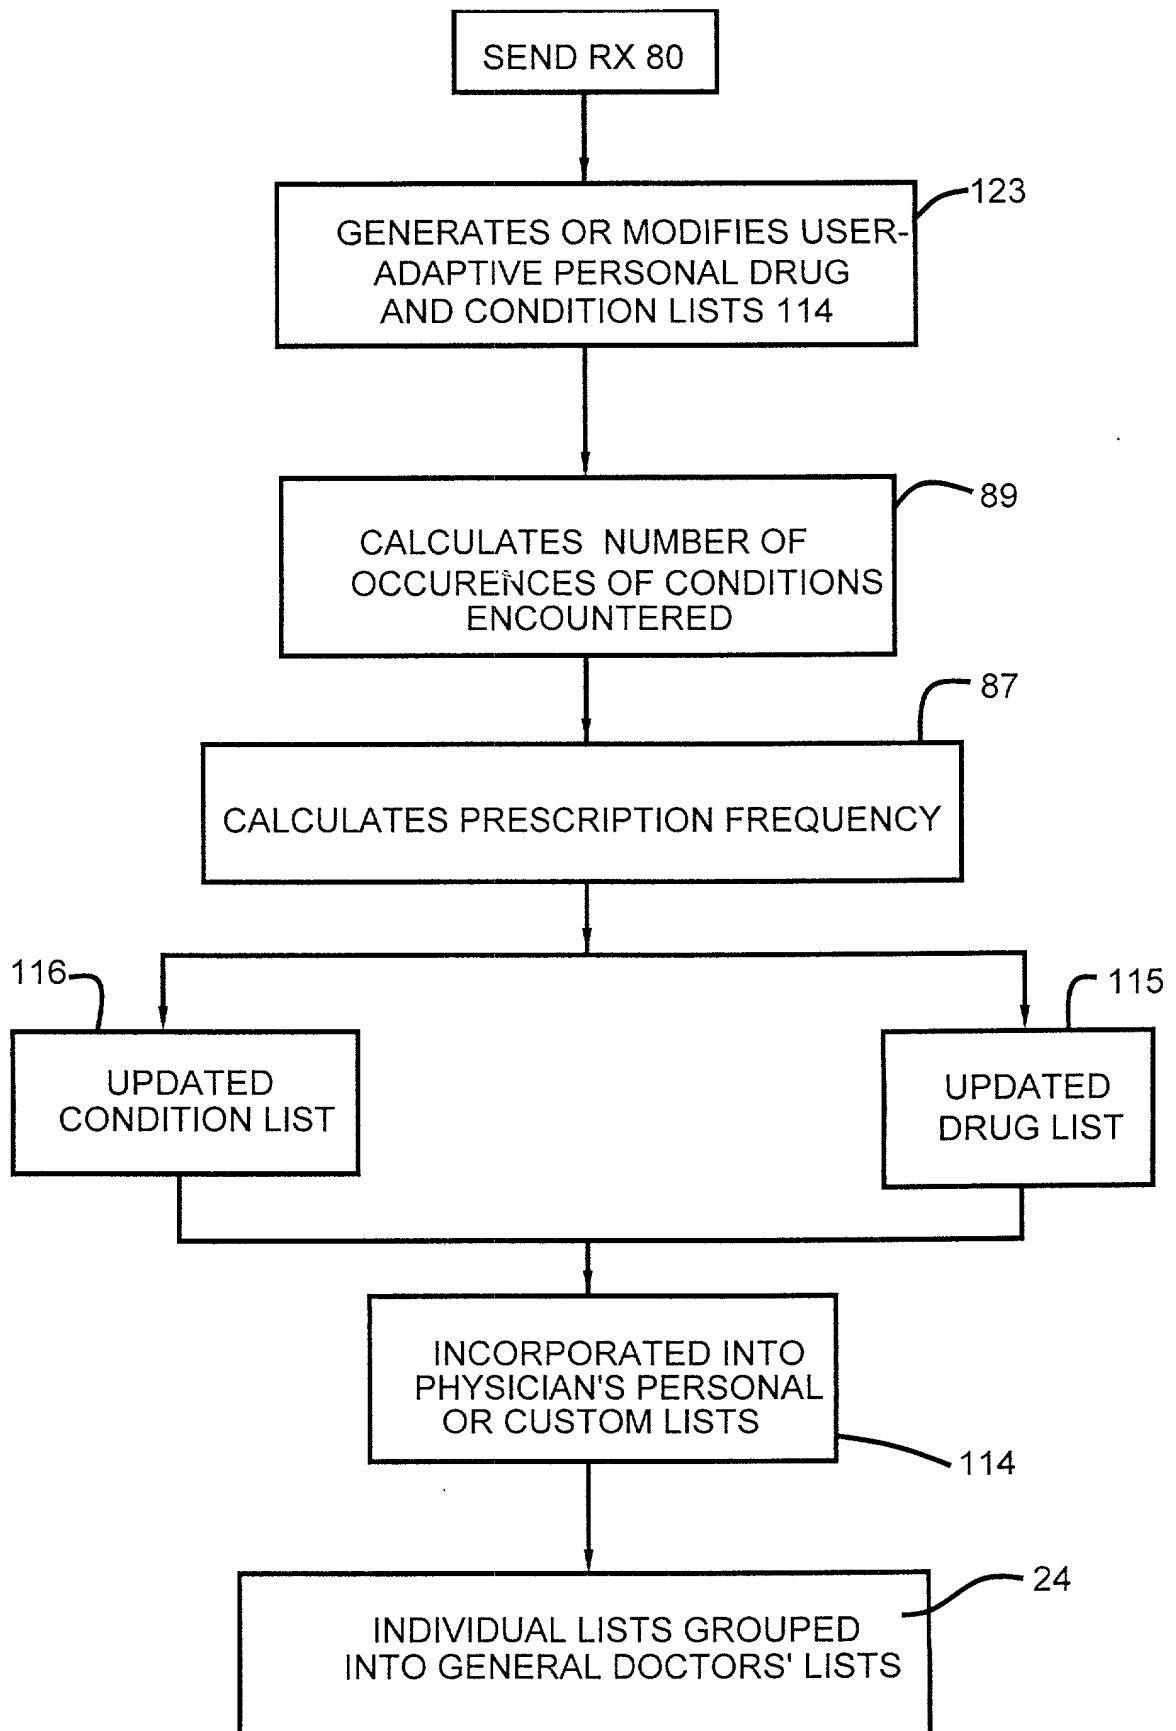 SEND RX 80
123
GENERATES OR MODIFIES USER-
ADAPTIVE PERSONAL DRUG
AND CONDITION LISTS 114
89
CALCULATES NUMBER OF
OCCURENCES OF CONDITIONS
ENCOUNTERED
87
CALCULATES PRESCRIPTION FREQUENCY
116
115
UPDATED
CONDITION LIST
UPDATED
DRUG LIST
INCORPORATED INTO
PHYSICIAN'S PERSONAL
OR CUSTOM LISTS
114
24
INDIVIDUAL LISTS GROUPED
INTO GENERAL DOCTORS' LISTS